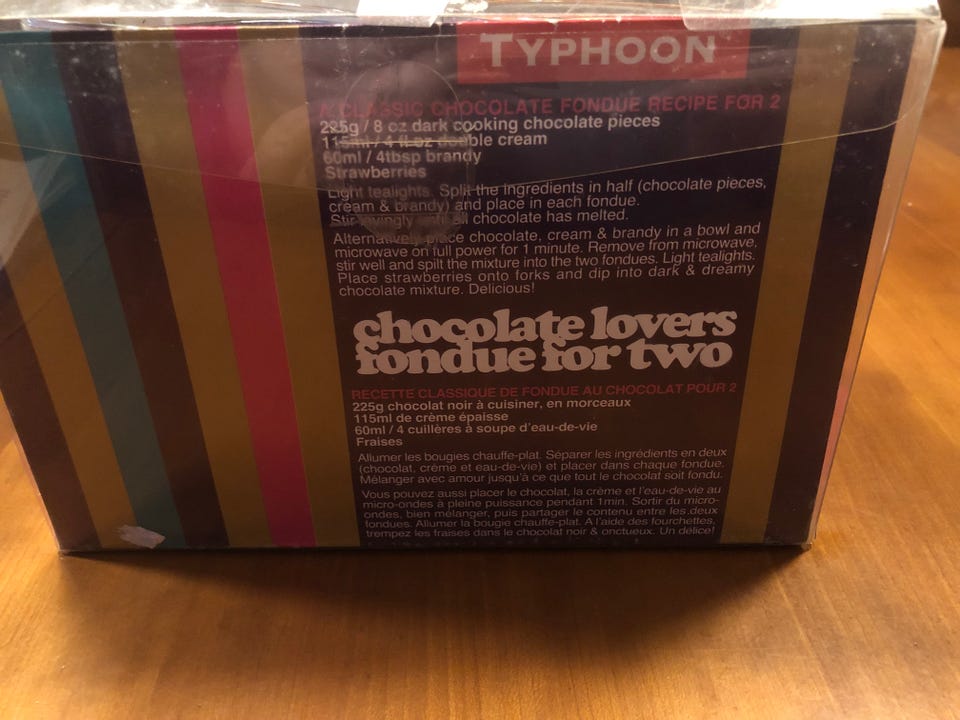 TYPHOON
A CLASSIC CHOCOLATE FONDUE RECIPE FOR 2
225g / 8 oz dark cooking chocolate pieces
115ml / 4 fl oz double cream
60ml / 4tbsp brandy
Strawberries
Light tealights. Split the ingredients in half (chocolate pieces,
cream & brandy) and place in each fondue.
Stir lovingly until all chocolate has melted.
Alternatively place chocolate, cream & brandy in a bowl and
microwave on full power for 1 minute. Remove from microwave,
stir well and spilt the mixture into the two fondues. Light tealights.
Place strawberries onto forks and dip into dark & dreamy
chocolate mixture. Delicious!
chocolate lovers
fondue for two
RECETTE CLASSIQUE DE FONDUE AU CHOCOLAT POUR 2
225g chocolat noir à cuisiner, en morceaux
115ml de crème épaisse
60ml / 4 cuillères à soupe d'eau-de-vie
Fraises
Allumer les bougies chauffe-plat. Séparer les ingrédients en deux
(chocolat, crème et eau-de-vie) et placer dans chaque fondue.
Mélanger avec amour jusqu'à ce que tout le chocolat soit fondu.
Vous pouvez aussi placer le chocolat, la crème et l'eau-de-vie au
micro-ondes à pleine puissance pendant 1min. Sortir du micro-
ondes, bien mélanger, puis partager le contenu entre les deux
fondues. Allumer la bougie chauffe-plat. A l'aide des fourchettes,
trempez les fraises dans le chocolat noir & onctueux. Un délice!